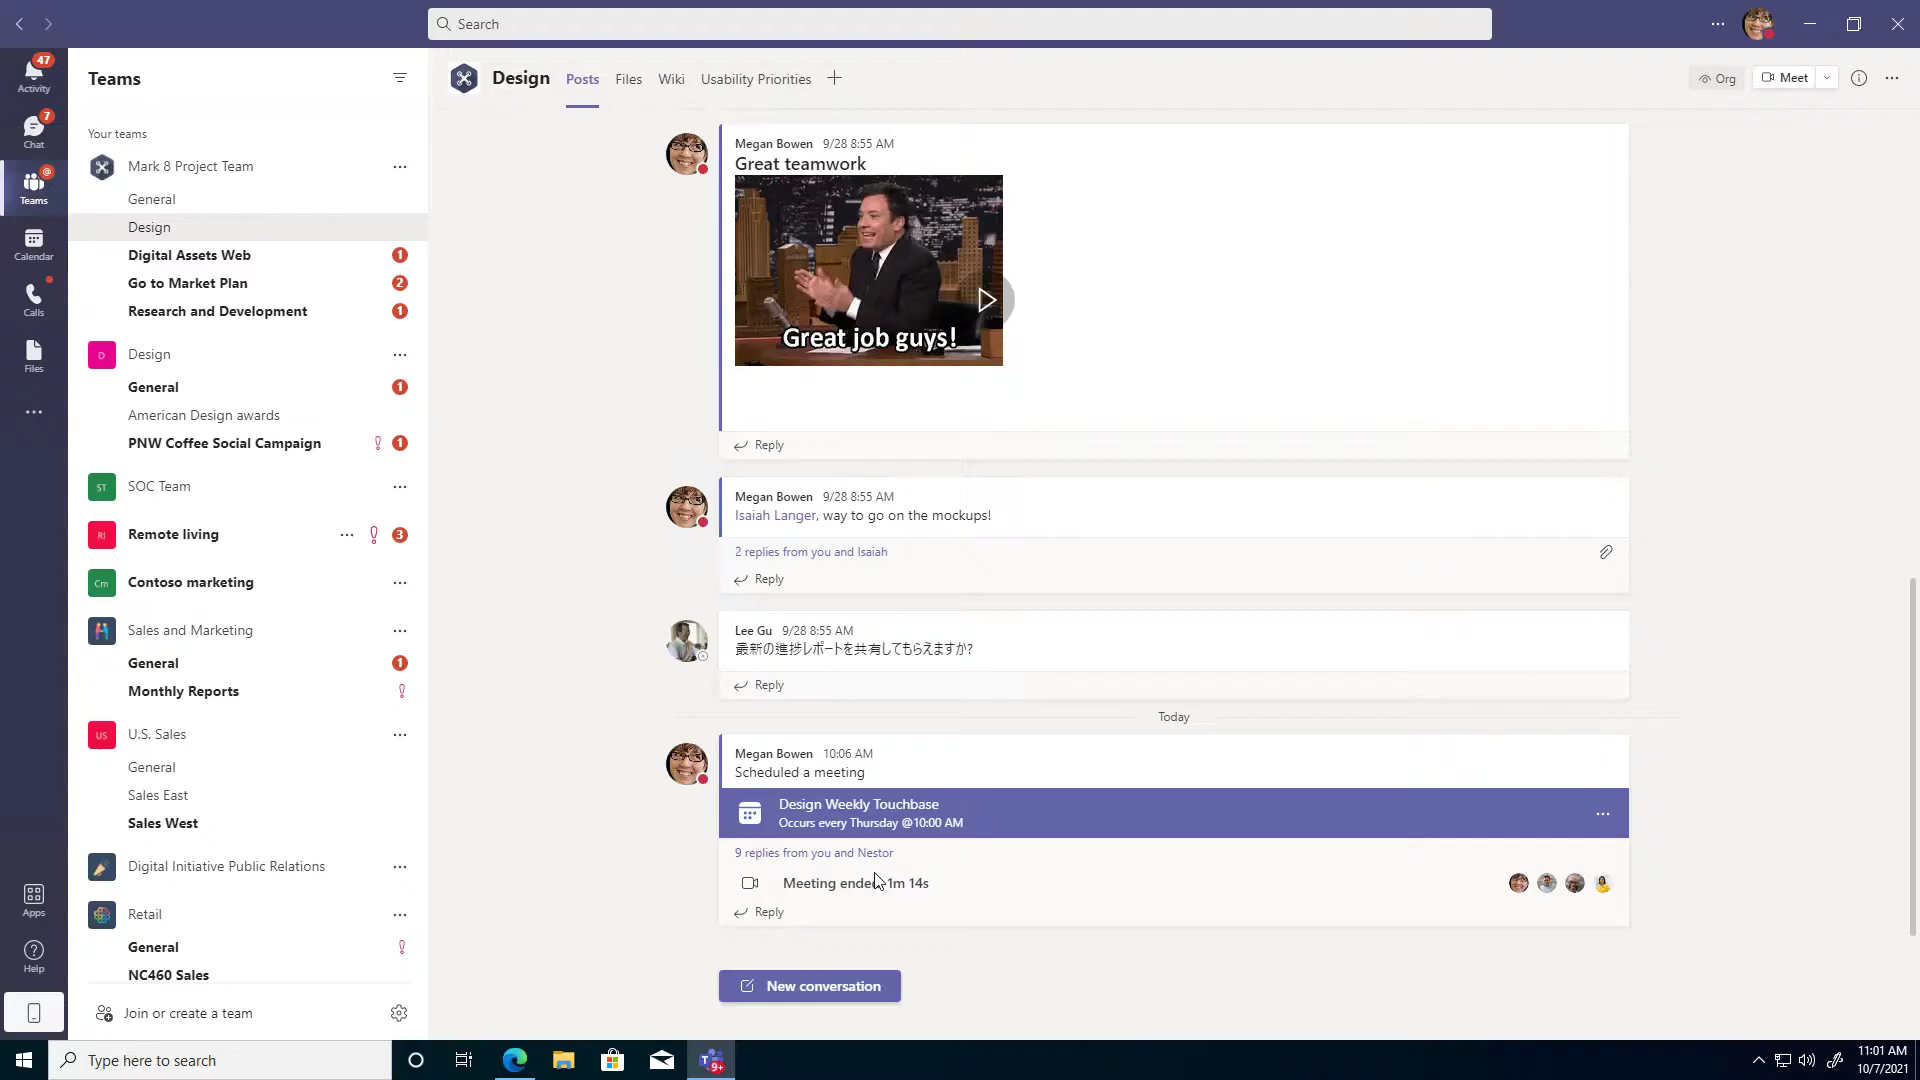 Search
47
Activity
7
Chat
@
Teams
Calendar
Calls
Files
Apps
Help
Teams
Your teams
Mark 8 Project Team
General
Design
Digital Assets Web 1
Go to Market Plan 2
Research and Development 1
D Design
General 1
American Design awards
PNW Coffee Social Campaign ! 1
ST SOC Team
Rl Remote living ! 3
Cm Contoso marketing
Sales and Marketing
General 1
Monthly Reports !
US U.S. Sales
General
Sales East
Sales West
Digital Initiative Public Relations
Retail
General !
NC460 Sales
Join or create a team
Design Posts Files Wiki Usability Priorities +
Org Meet
Megan Bowen 9/28 8:55 AM
Great teamwork
Great job guys!
Reply
Megan Bowen 9/28 8:55 AM
Isaiah Langer, way to go on the mockups!
2 replies from you and Isaiah
Reply
Lee Gu 9/28 8:55 AM
最新の進捗レポートを共有してもらえますか?
Reply
Today
Megan Bowen 10:06 AM
Scheduled a meeting
Design Weekly Touchbase
Occurs every Thursday @10:00 AM
9 replies from you and Nestor
Meeting ended 1m 14s
Reply
New conversation
Type here to search
T 9+
11:01 AM
10/7/2021